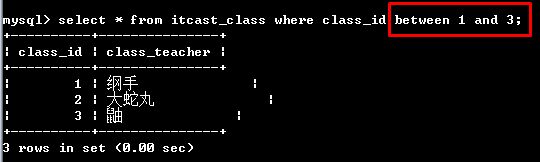 mysql> select * from itcast_class where class_id between 1 and 3;
+----------+---------------+
| class_id | class_teacher |
+----------+---------------+
|        1 | 纲手            |
|        2 | 大蛇丸             |
|        3 | 鼬            |
+----------+---------------+
3 rows in set (0.00 sec)